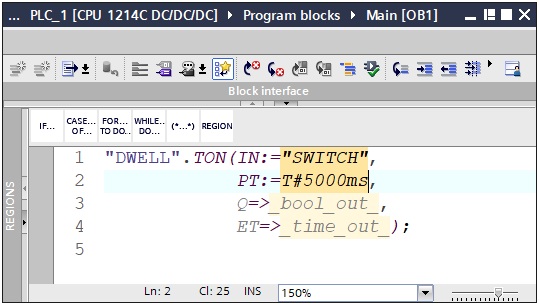 PLC_1 [CPU 1214C DC/DC/DC] Program blocks Main [OB1]
Block interface
IF... CASE... OF... FOR... TO DO.. WHILE.. DO... (*...*) REGION
REGIONS
1 "DWELL".TON(IN:="SWITCH",
2 PT:=T#5000ms,
3 Q=>_bool_out_,
4 ET=>_time_out_);
5
Ln: 2 Cl: 25 INS 150%